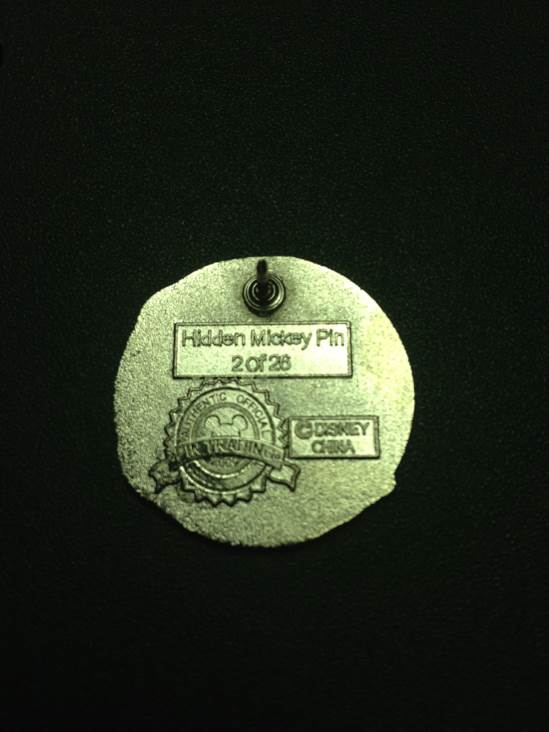 Hidden Mickey Pin
2 of 26
AUTHENTIC OFFICIAL
PIN TRADING
© DISNEY
CHINA